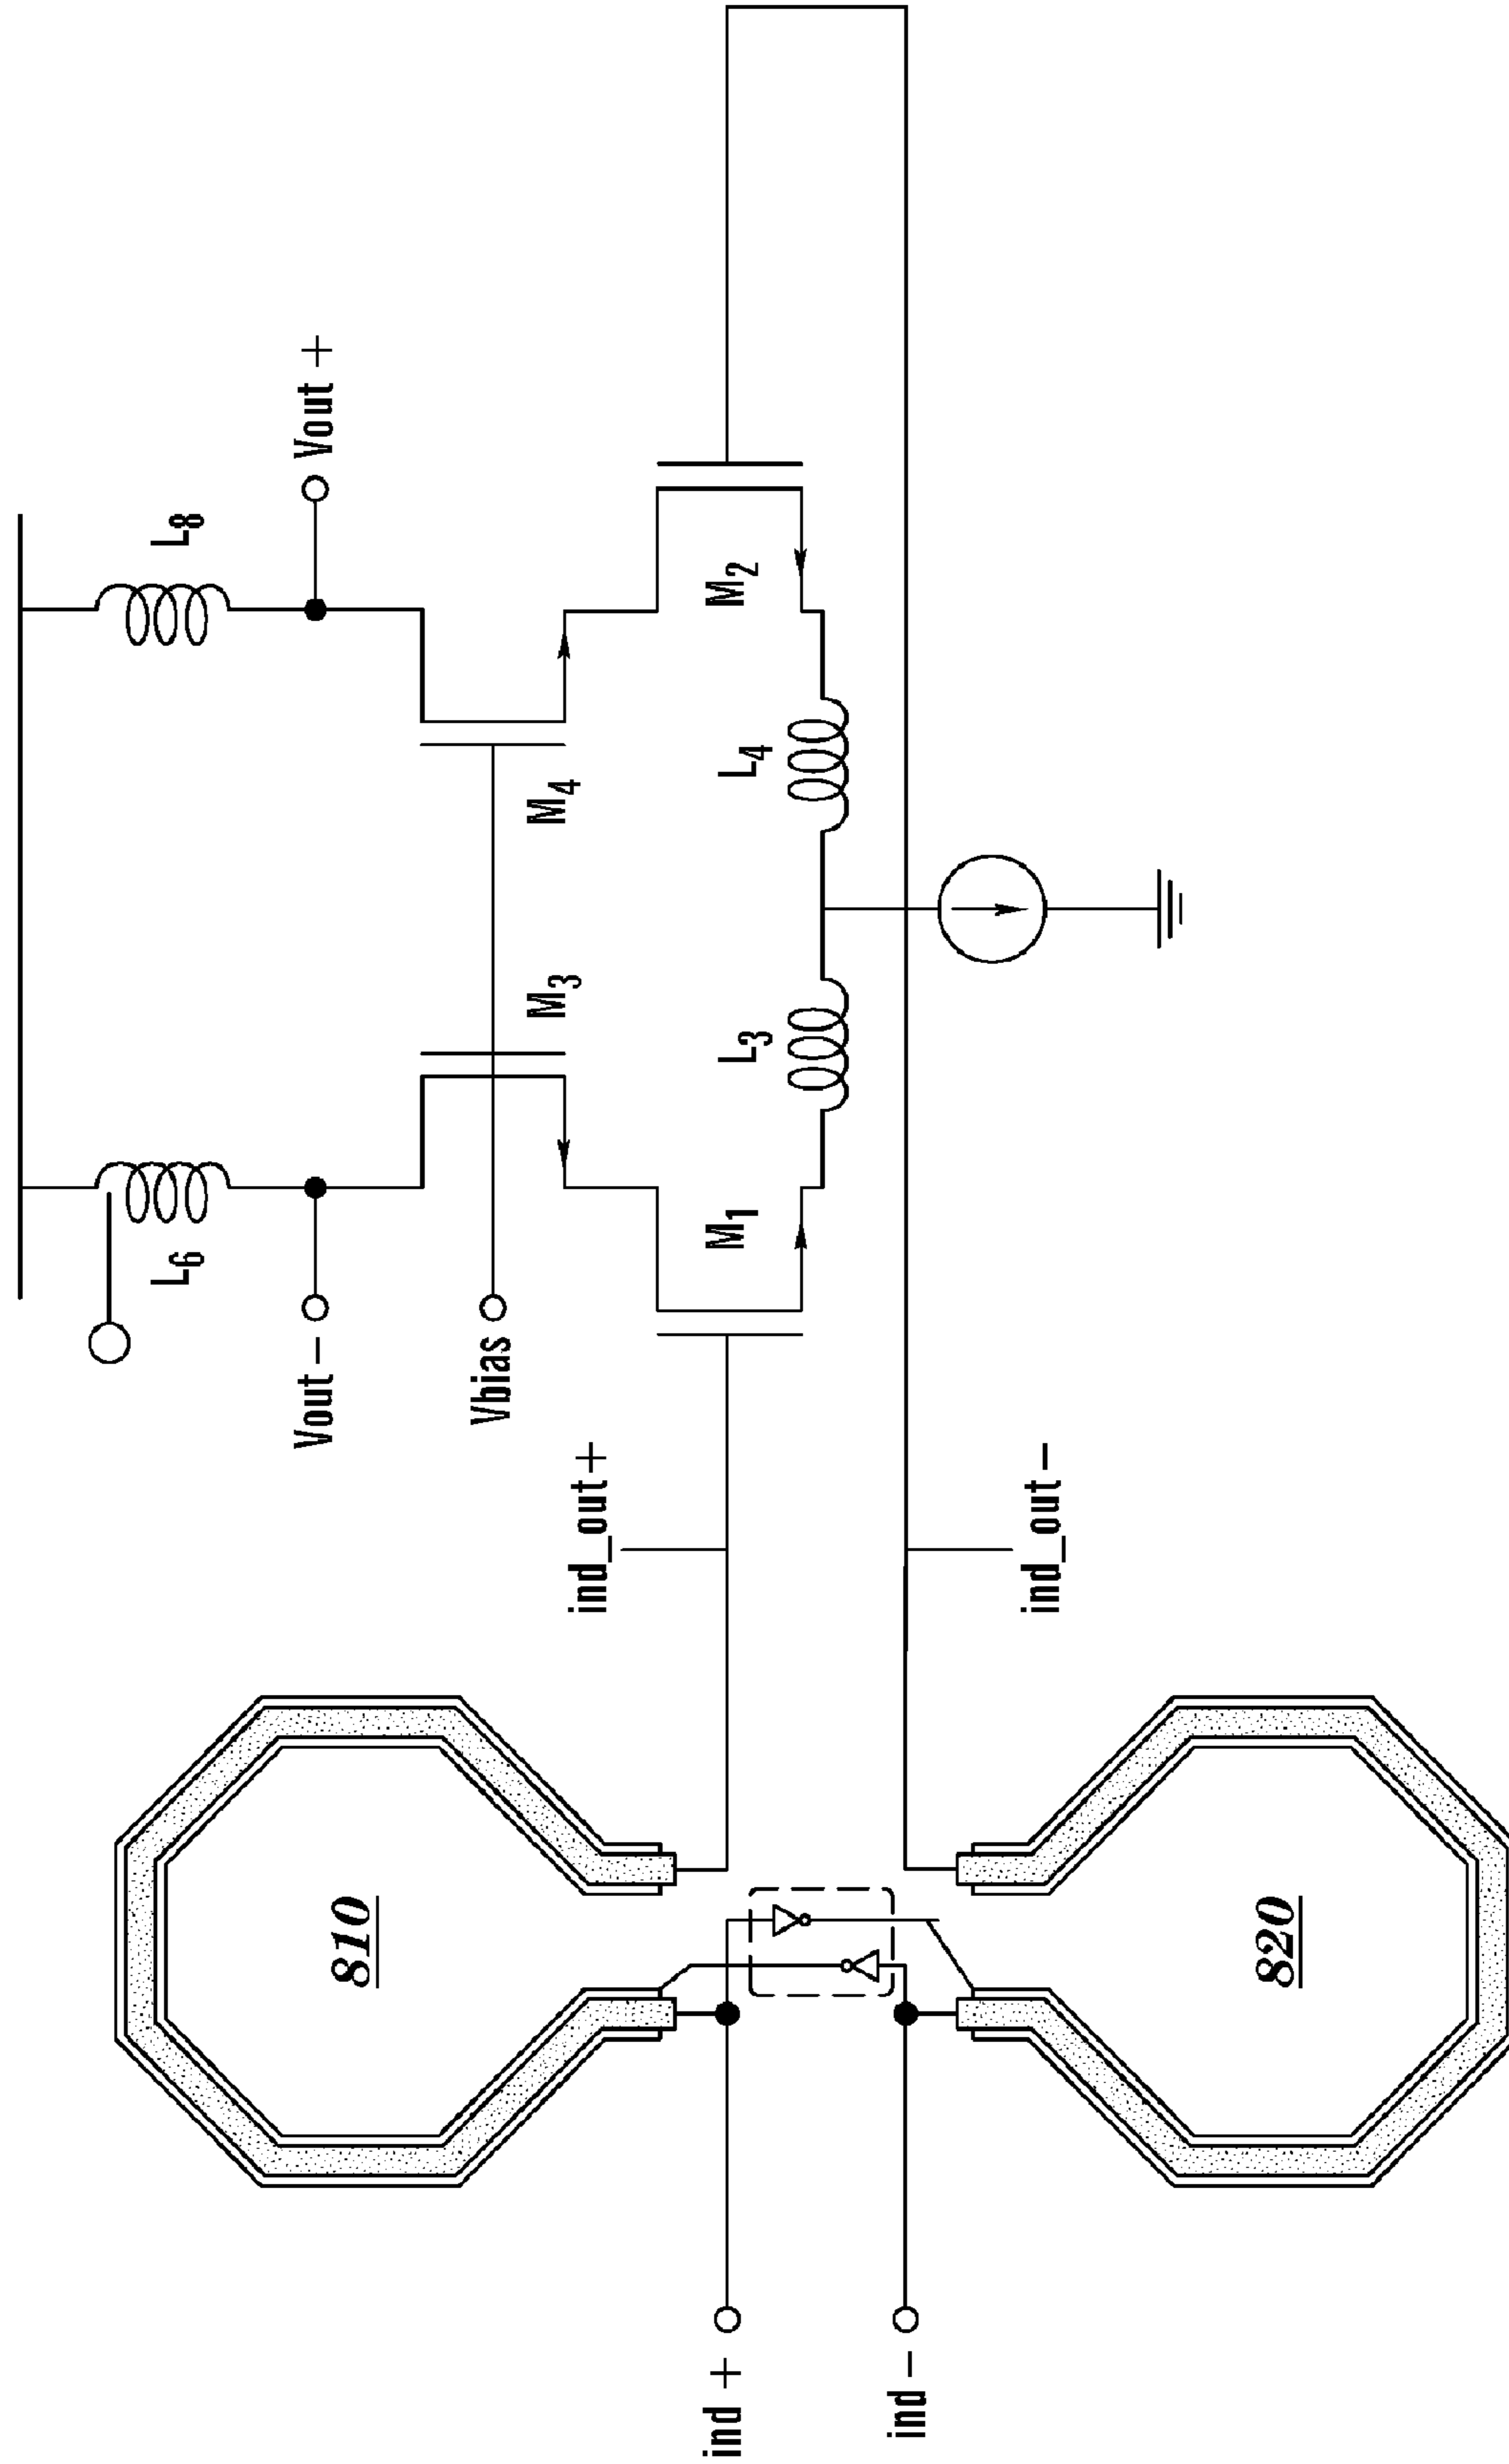 L6
L8
Vout −
Vout +
Vbias
M3
M4
ind_out+
M1
M2
L3
L4
810
ind +
ind −
ind_out−
820